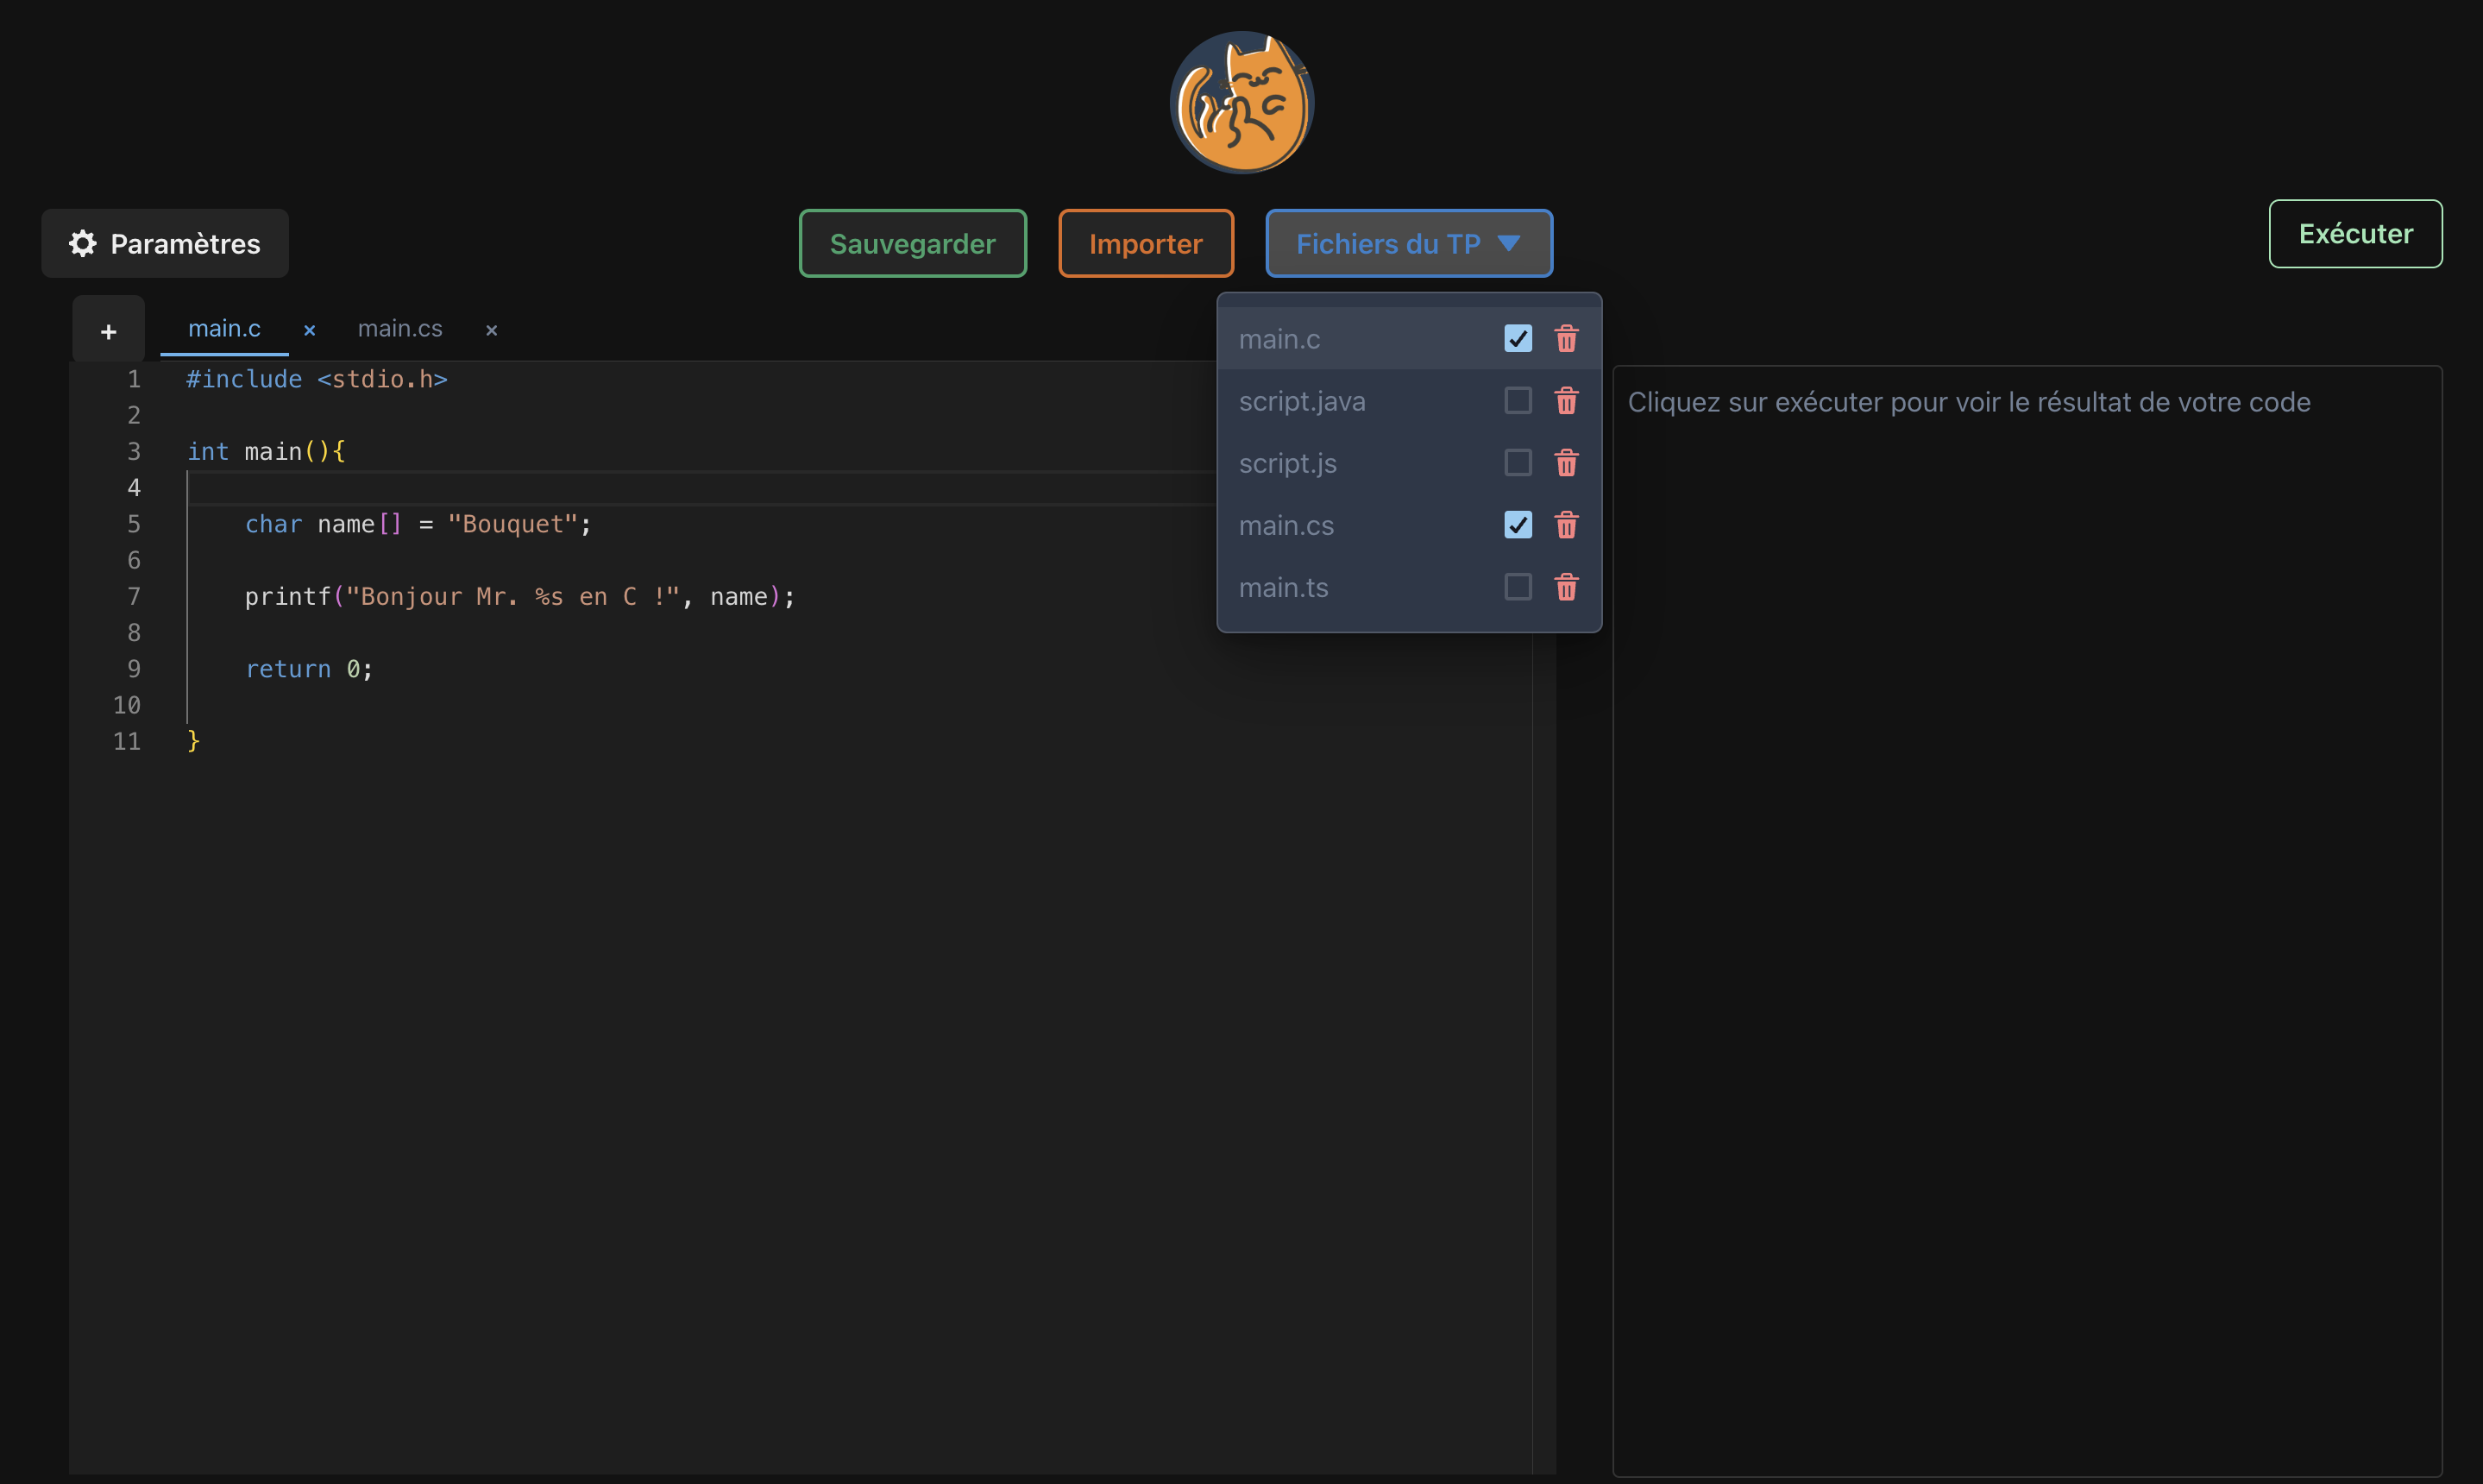 Paramètres
Sauvegarder
Importer
Fichiers du TP
Exécuter
+
main.c ×
main.cs ×
1 #include <stdio.h>
2
3 int main(){
4
5     char name[] = "Bouquet";
6
7     printf("Bonjour Mr. %s en C !", name);
8
9     return 0;
10
11 }
main.c
script.java
script.js
main.cs
main.ts
Cliquez sur exécuter pour voir le résultat de votre code